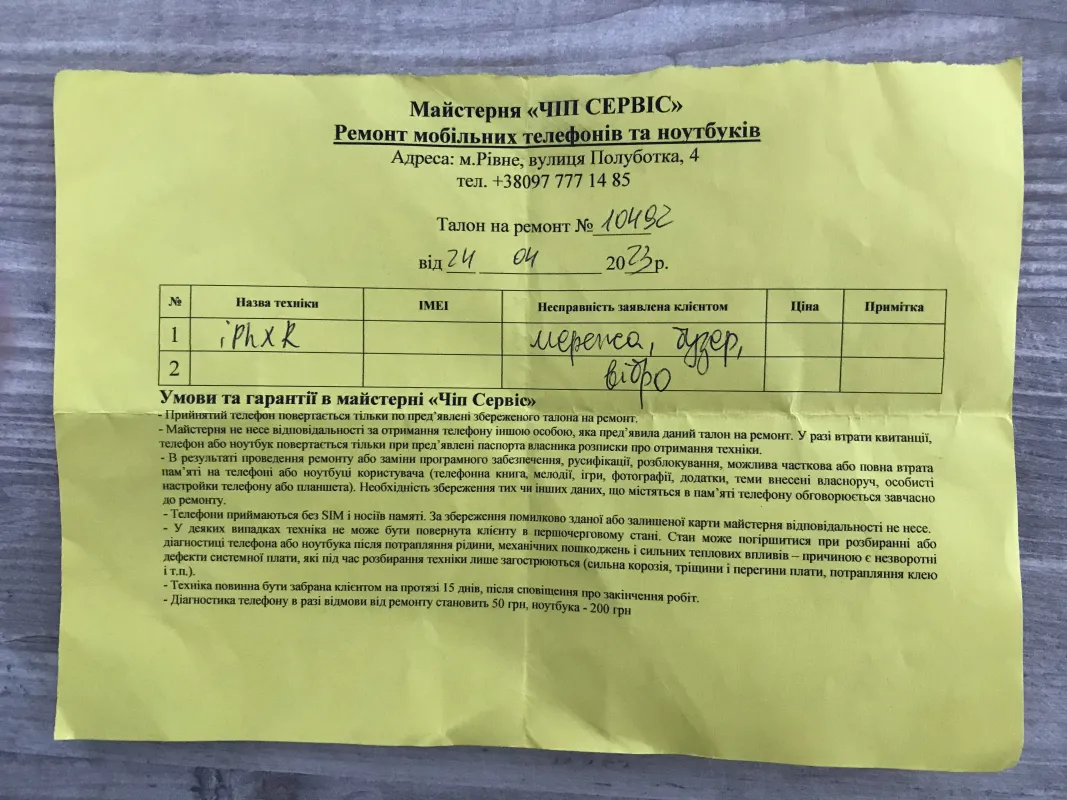 Майстерня «ЧІП СЕРВІС»
Ремонт мобільних телефонів та ноутбуків
Адреса: м.Рівне, вулиця Полуботка, 4
тел. +38097 777 14 85
Талон на ремонт № 10492
від 24 04 2023р.
№ Назва техніки ІМЕІ Несправність заявлена клієнтом Ціна Примітка
1 iPhXR мережа, бузер,
2 вібро
Умови та гарантії в майстерні «Чіп Сервіс»
- Прийнятий телефон повертається тільки по пред’явлені збереженого талона на ремонт.
- Майстерня не несе відповідальності за отримання телефону іншою особою, яка пред’явила даний талон на ремонт. У разі втрати квитанції,
телефон або ноутбук повертається тільки при пред’явлені паспорта власника розписки про отримання техніки.
- В результаті проведення ремонту або заміни програмного забезпечення, русифікації, розблокування, можлива часткова або повна втрата
пам’яті на телефоні або ноутбуці користувача (телефонна книга, мелодії, ігри, фотографії, додатки, теми внесені власноруч, особисті
настройки телефону або планшета). Необхідність збереження тих чи інших даних, що містяться в пам’яті телефону обговорюється завчасно
до ремонту.
- Телефони приймаються без SIM і носіїв памяті. За збереження помилково зданої або залишеної карти майстерня відповідальності не несе.
- У деяких випадках техніка не може бути повернута клієнту в першочерговому стані. Стан може погіршитися при розбиранні або
діагностиці телефона або ноутбука після потрапляння рідини, механічних пошкоджень і сильних теплових впливів – причиною є незворотні
дефекти системної плати, які під час розбирання техніки лише загострюються (сильна корозія, тріщини і перегини плати, потрапляння клею
і т.п.).
- Техніка повинна бути забрана клієнтом на протязі 15 днів, після сповіщення про закінчення робіт.
- Діагностика телефону в разі відмови від ремонту становить 50 грн, ноутбука - 200 грн